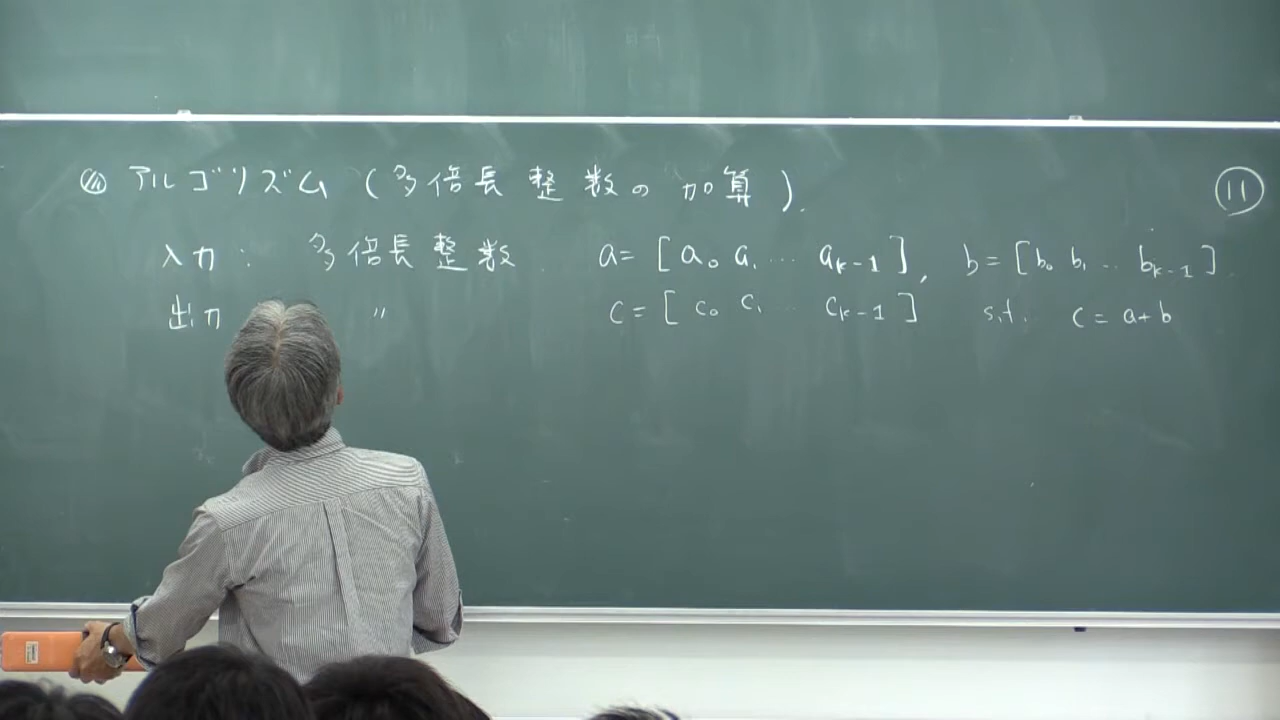 アルゴリズム (多倍長整数の加算).
⑪
入力: 多倍長整数 a=[a₀ a₁ … aₖ₋₁], b=[b₀ b₁ … bₖ₋₁].
出力 〃 c=[c₀ c₁ … cₖ₋₁] s.t. c=a+b